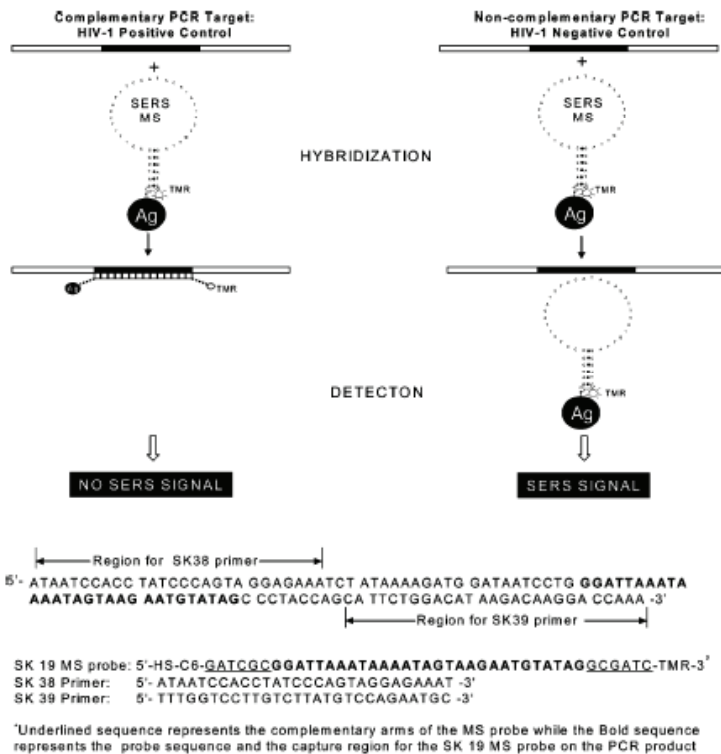 Complementary PCR Target:
HIV-1 Positive Control
Non-complementary PCR Target:
HIV-1 Negative Control
+
+
SERS
MS
SERS
MS
HYBRIDIZATION
TMR
TMR
Ag
Ag
Ag
TMR
DETECTON
TMR
Ag
NO SERS SIGNAL
SERS SIGNAL
Region for SK38 primer
5'- ATAATCCACC TATCCCAGTA GGAGAAATCT ATAAAAGATG GATAATCCTG GGATTAAATA
AAATAGTAAG AATGTATAGC CCTACCAGCA TTCTGGACAT AAGACAAGGA CCAAA -3'
Region for SK39 primer
SK 19 MS probe: 5'-HS-C6-GATCGCGGATTAAATAAAATAGTAAGAATGTATAGGCGATC-TMR-3'*
SK 38 Primer: 5'- ATAATCCACCTATCCCAGTAGGAGAAAT -3'
SK 39 Primer: 5'- TTTGGTCCTTGTCTTATGTCCAGAATGC -3'
*Underlined sequence represents the complementary arms of the MS probe while the Bold sequence
represents the probe sequence and the capture region for the SK 19 MS probe on the PCR product